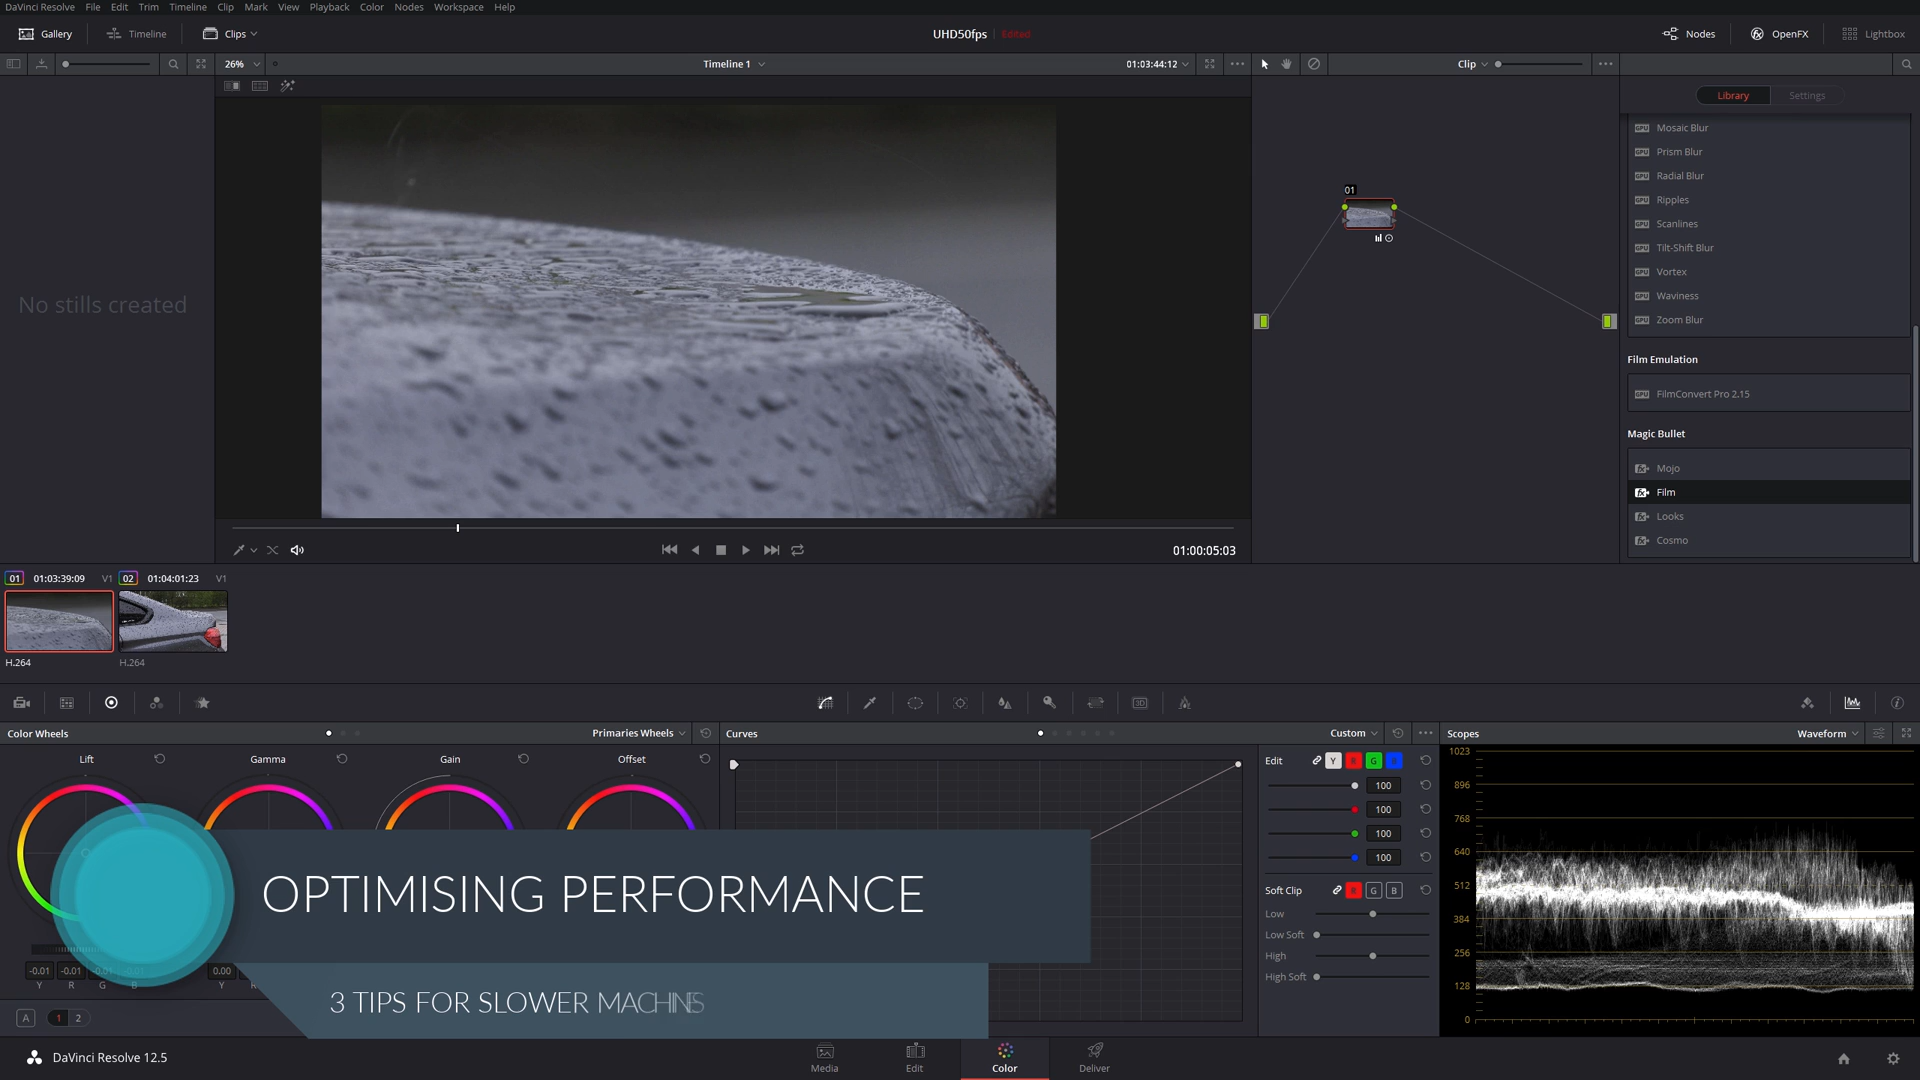 DaVinci Resolve File Edit Trim Timeline Clip Mark View Playback Color Nodes Workspace Help
Gallery Timeline Clips UHD50fps Edited Nodes OpenFX Lightbox
26% Timeline 1 01:03:44:12 Clip
Library Settings
Mosaic Blur
Prism Blur
Radial Blur
Ripples
Scanlines
Tilt-Shift Blur
Vortex
Waviness
Zoom Blur
Film Emulation
FilmConvert Pro 2.15
Magic Bullet
Mojo
Film
Looks
Cosmo
01
No stills created
01:00:05:03
01 01:03:39:09 V1 02 01:04:01:23 V1
H.264 H.264
Color Wheels Primaries Wheels Curves Custom Scopes Waveform
Lift Gamma Gain Offset
Edit Y R G
100
100
100
100
Soft Clip R G B
Low
Low Soft
High
High Soft
1023
896
768
640
512
384
256
128
0
OPTIMISING PERFORMANCE
-0.01 -0.01 -0.01 -0.01 0.00
Y R G B Y
3 TIPS FOR SLOWER MACHINES
A 1 2
DaVinci Resolve 12.5
Media Edit Color Deliver